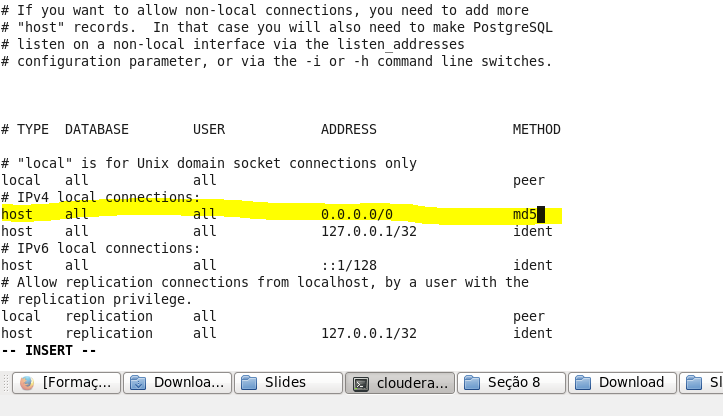 # If you want to allow non-local connections, you need to add more
# "host" records.  In that case you will also need to make PostgreSQL
# listen on a non-local interface via the listen_addresses
# configuration parameter, or via the -i or -h command line switches.
# TYPE  DATABASE        USER            ADDRESS                 METHOD
# "local" is for Unix domain socket connections only
local   all             all                                     peer
# IPv4 local connections:
host    all             all             0.0.0.0/0               md5
host    all             all             127.0.0.1/32            ident
# IPv6 local connections:
host    all             all             ::1/128                 ident
# Allow replication connections from localhost, by a user with the
# replication privilege.
local   replication     all                                     peer
host    replication     all             127.0.0.1/32            ident
-- INSERT --
[Formaç... Downloa... Slides cloudera... Seção 8 Download Sl